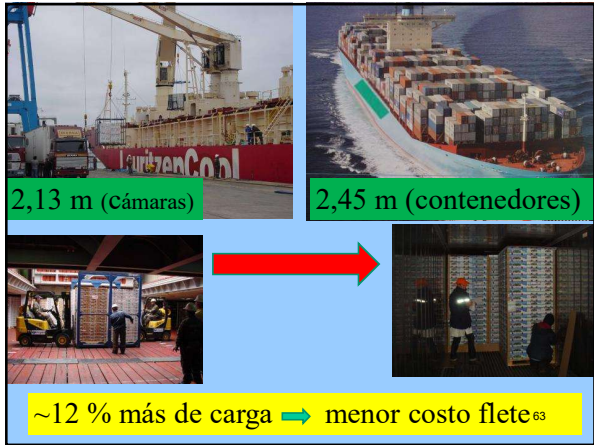 LauritzenCool
2,13 m (cámaras)
2,45 m (contenedores)
~12 % más de carga menor costo flete 63